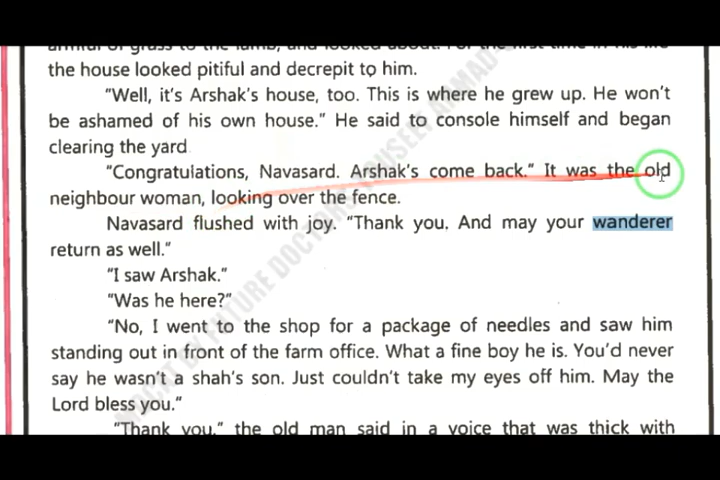 armful of grass to the lamb, and looked about. For the first time in his life
the house looked pitiful and decrepit to him.
"Well, it's Arshak's house, too. This is where he grew up. He won't
be ashamed of his own house." He said to console himself and began
clearing the yard
"Congratulations, Navasard. Arshak's come back." It was the old
neighbour woman, looking over the fence.
Navasard flushed with joy. "Thank you. And may your wanderer
return as well."
"I saw Arshak."
"Was he here?"
"No, I went to the shop for a package of needles and saw him
standing out in front of the farm office. What a fine boy he is. You'd never
say he wasn't a shah's son. Just couldn't take my eyes off him. May the
Lord bless you."
"Thank you," the old man said in a voice that was thick with